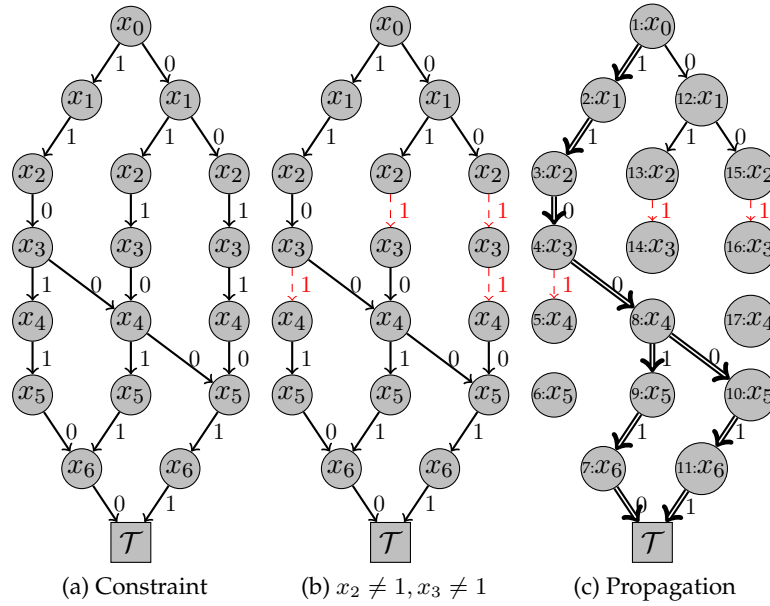 x₀ x₀ 1:x₀
1 0 1 0 1 0
x₁ x₁ x₁ x₁ 2:x₁ 12:x₁
1 1 0 1 1 0 1 1 0
x₂ x₂ x₂ x₂ x₂ x₂ 3:x₂ 13:x₂ 15:x₂
0 1 1 0 1 1 0 1 1
x₃ x₃ x₃ x₃ x₃ x₃ 4:x₃ 14:x₃ 16:x₃
1 0 0 1 1 0 0 1 1 0
x₄ x₄ x₄ x₄ x₄ x₄ 5:x₄ 8:x₄ 17:x₄
1 1 0 0 1 1 0 0 1 0
x₅ x₅ x₅ x₅ x₅ x₅ 6:x₅ 9:x₅ 10:x₅
0 1 1 0 1 1 1 1
x₆ x₆ x₆ x₆ 7:x₆ 11:x₆
0 1 0 1 0 1
𝒯 𝒯 𝒯
(a) Constraint (b) x₂ ≠ 1, x₃ ≠ 1 (c) Propagation